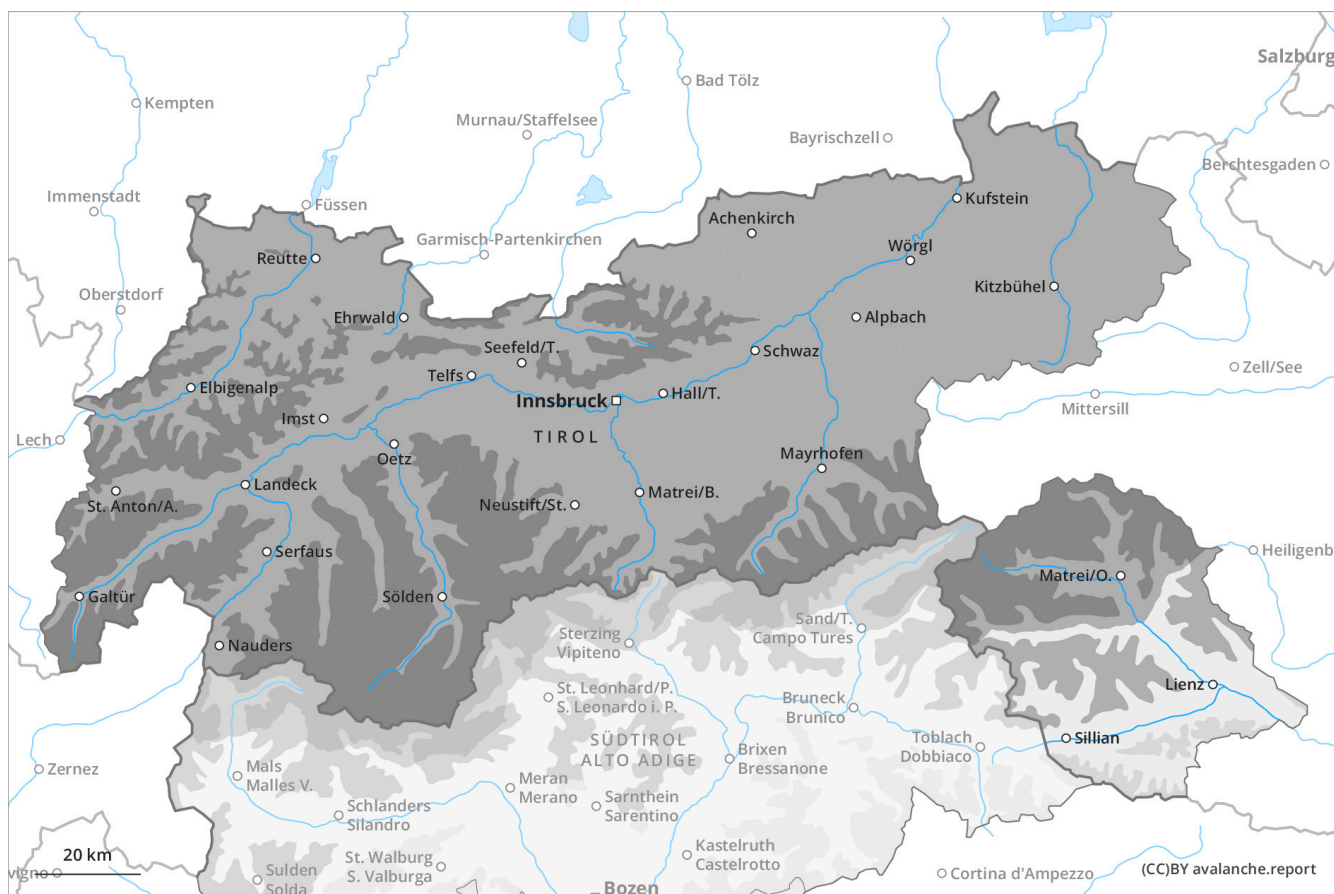 Salzburg
Bad Tölz
Kempten
Murnau/Staffelsee
Bayrischzell
Berchtesgaden
Immenstadt
Füssen
Kufstein
Achenkirch
Garmisch-Partenkirchen
Wörgl
Reutte
Kitzbühel
Oberstdorf
Ehrwald
Alpbach
Seefeld/T.
Schwaz
Zell/See
Telfs
Elbigenalp
Hall/T.
Innsbruck
Mittersill
Imst
TIROL
Lech
Oetz
Mayrhofen
Landeck
Matrei/B.
St. Anton/A.
Neustift/St.
Serfaus
Heiligenb
Matrei/O.
Galtür
Sölden
Sand/T.
Campo Tures
Sterzing
Vipiteno
Nauders
Lienz
St. Leonhard/P.
S. Leonardo i. P.
Bruneck
Brunico
SÜDTIROL
ALTO ADIGE
Toblach
Dobbiaco
Sillian
Brixen
Bressanone
Zernez
Mals
Malles V.
Meran
Merano
Sarnthein
Sarentino
Schlanders
Silandro
Kastelruth
Castelrotto
20 km
St. Walburg
S. Valburga
vigno
Sulden
Solda
Bozen
Cortina d'Ampezzo
(CC)BY avalanche.report